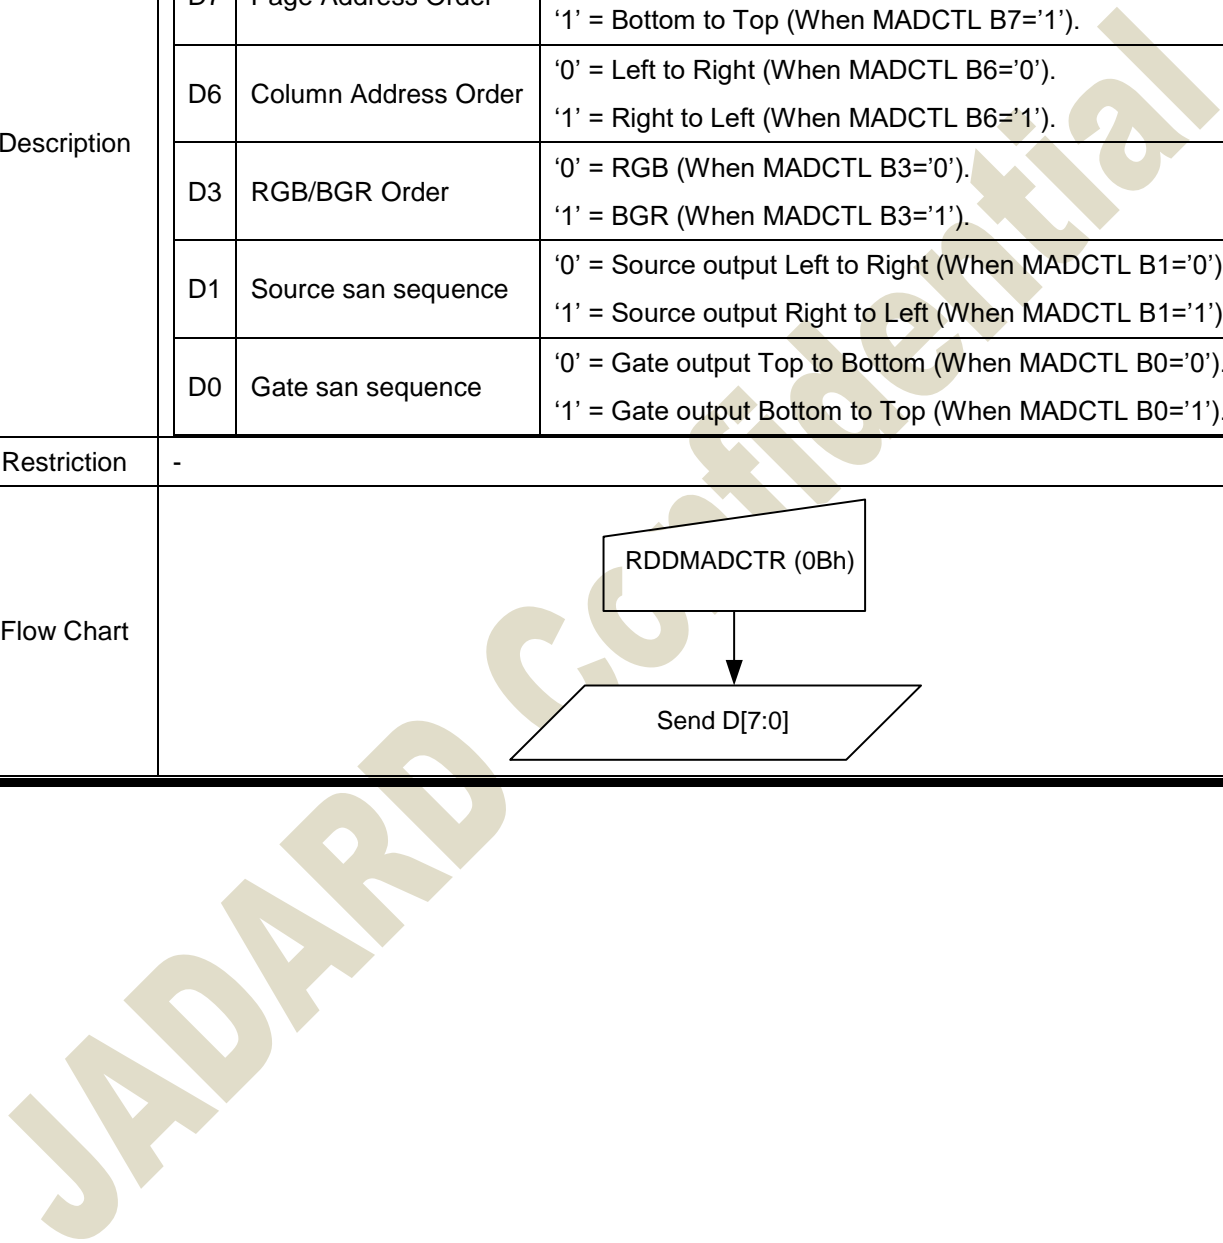 D7 Page Address Order
‘1’ = Bottom to Top (When MADCTL B7=’1’).
Description
D6 Column Address Order
‘0’ = Left to Right (When MADCTL B6=’0’).
‘1’ = Right to Left (When MADCTL B6=’1’).
D3 RGB/BGR Order
‘0’ = RGB (When MADCTL B3=’0’).
‘1’ = BGR (When MADCTL B3=’1’).
D1 Source san sequence
‘0’ = Source output Left to Right (When MADCTL B1=’0’)
‘1’ = Source output Right to Left (When MADCTL B1=’1’)
D0 Gate san sequence
‘0’ = Gate output Top to Bottom (When MADCTL B0=’0’).
‘1’ = Gate output Bottom to Top (When MADCTL B0=’1’).
Restriction -
Flow Chart
RDDMADCTR (0Bh)
Send D[7:0]
JADARD Confidential